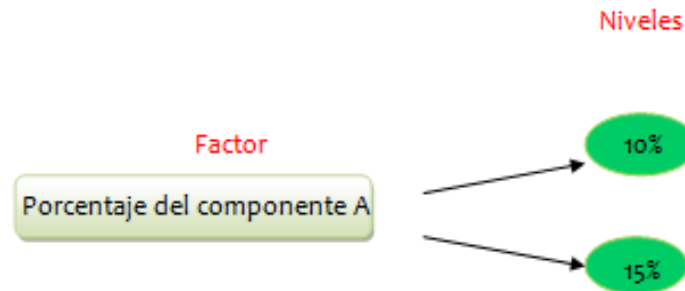 Niveles
Factor
10%
Porcentaje del componente A
15%